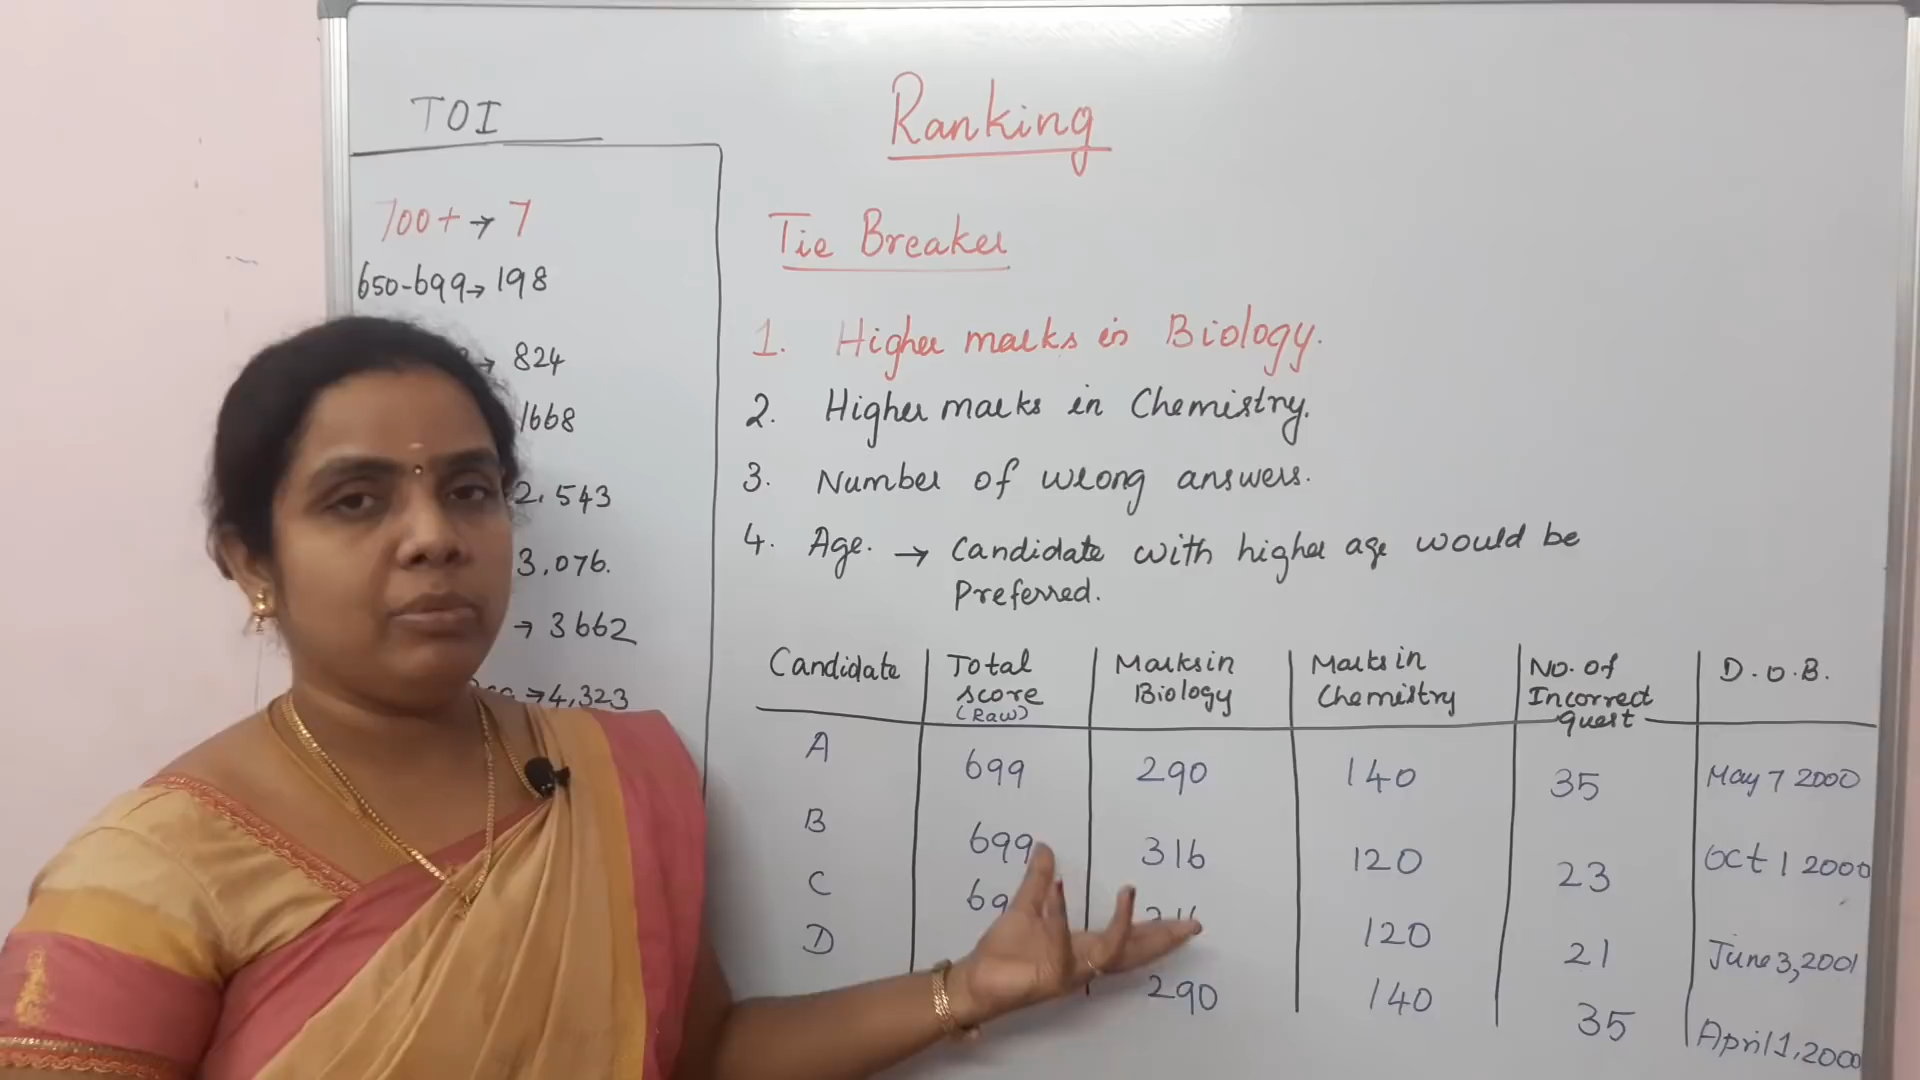 TOI
700+ → 7
650-699→ 198
→ 824
1668
2,543
3,076.
→ 3662
→4,323
Ranking
Tie Breaker
1. Higher marks in Biology.
2. Higher marks in Chemistry.
3. Number of wrong answers.
4. Age. → Candidate with higher age would be
Preferred.
Candidate Total score (Raw) Marks in Biology Marks in Chemistry No. of Incorrect quest D.O.B.
A 699 290 140 35 May 7 2000
B 699 316 120 23 Oct 1 2000
C 120 21 June 3, 2001
D 290 140 35 April 1, 2000